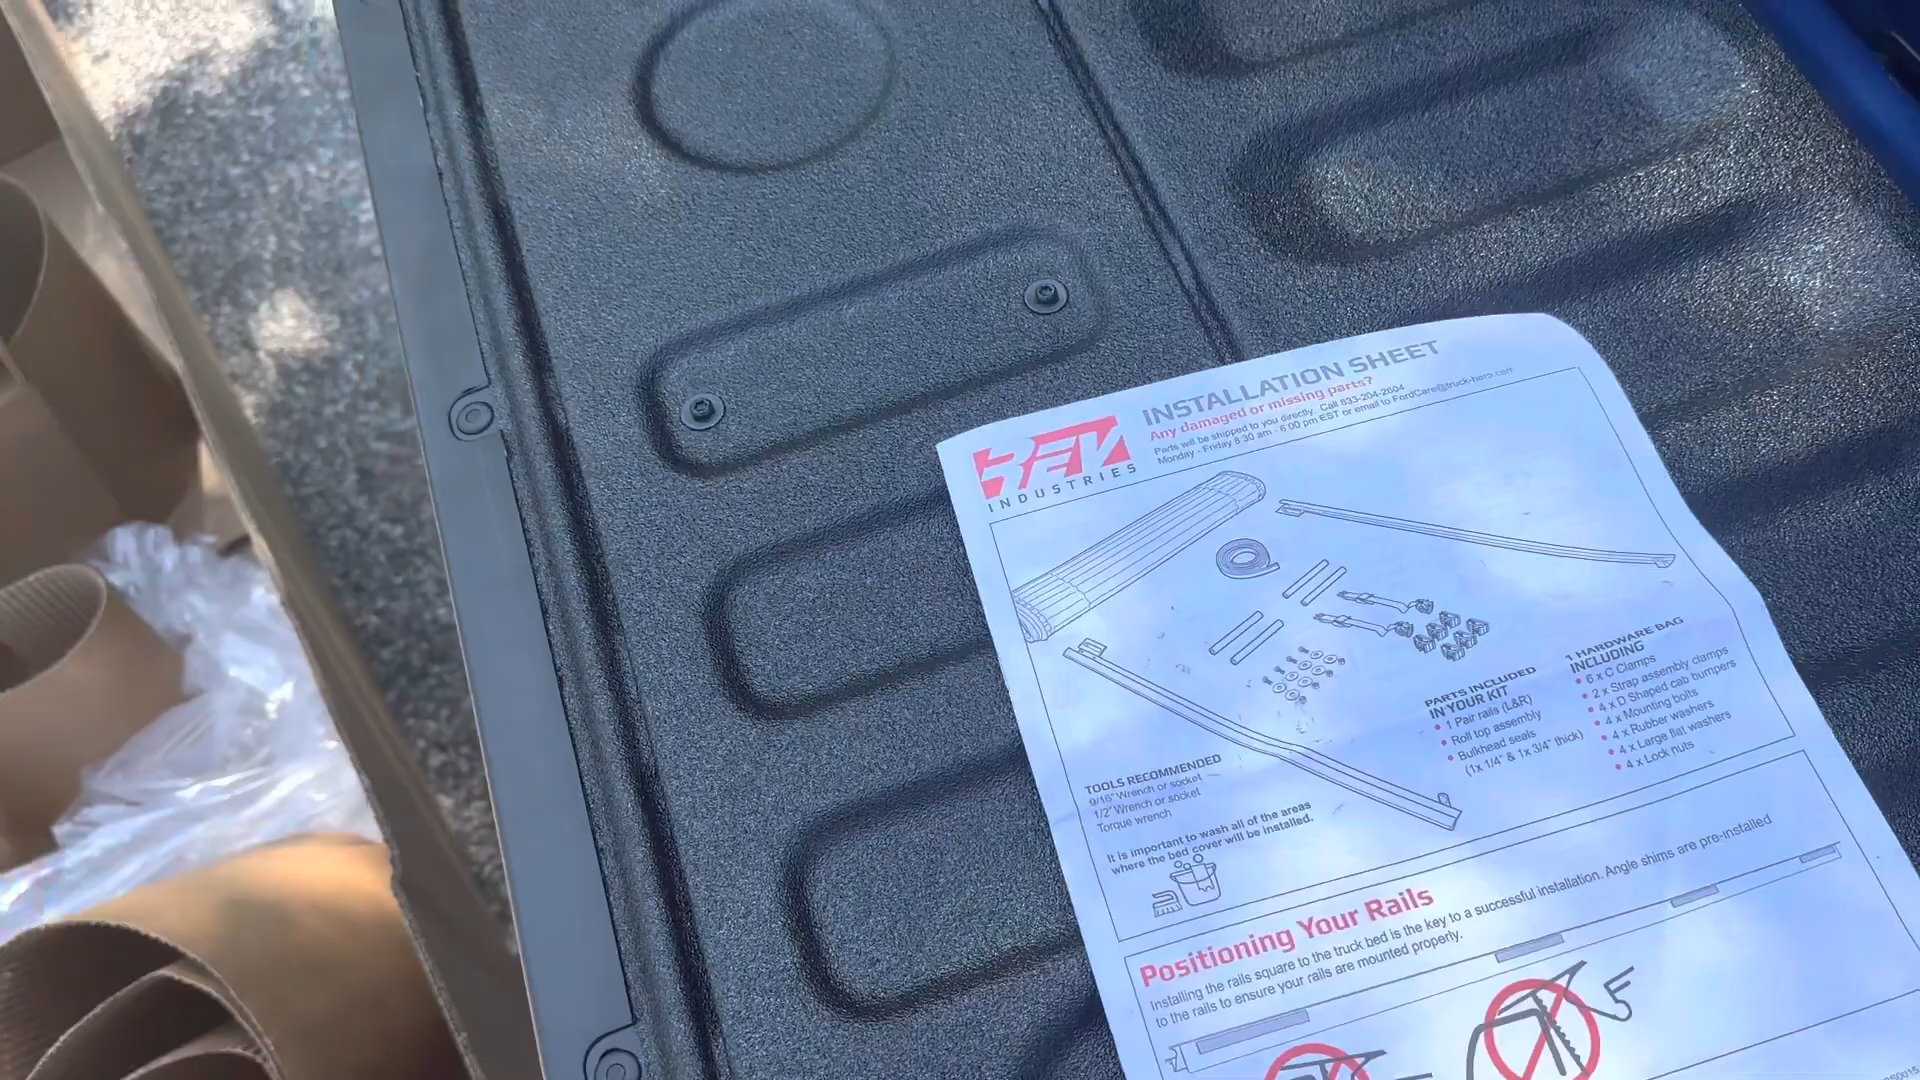 REV
INDUSTRIES
INSTALLATION SHEET
Any damaged or missing parts?
Parts will be shipped to you directly. Call 833-204-2604
Monday - Friday 8:30 am - 6:00 pm EST or email to FordCare@truck-hero.com
TOOLS RECOMMENDED
9/16" Wrench or socket
1/2" Wrench or socket
Torque wrench
It is important to wash all of the areas
where the bed cover will be installed.
PARTS INCLUDED
IN YOUR KIT
• 1 Pair rails (L&R)
• Roll top assembly
• Bulkhead seals
(1x 1/4" & 1x 3/4" thick)
1 HARDWARE BAG
INCLUDING
• 6 x C Clamps
• 2 x Strap assembly clamps
• 4 x D Shaped cab bumpers
• 4 x Mounting bolts
• 4 x Rubber washers
• 4 x Large flat washers
• 4 x Lock nuts
Positioning Your Rails
Installing the rails square to the truck bed is the key to a successful installation. Angle shims are pre-installed
to the rails to ensure your rails are mounted properly.